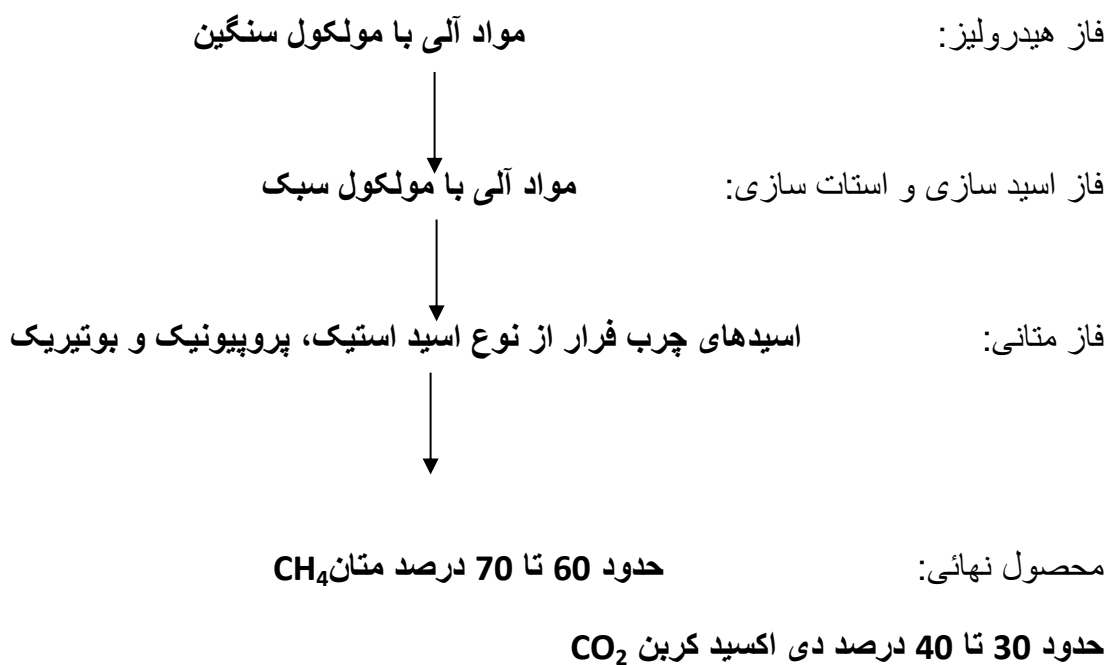 فاز هیدرولیز: مواد آلی با مولکول سنگین
فاز اسید سازی و استات سازی: مواد آلی با مولکول سبک
فاز متانی: اسیدهای چرب فرار از نوع اسید استیک، پروپیونیک و بوتیریک
محصول نهائی: حدود 60 تا 70 درصد متانCH₄
حدود 30 تا 40 درصد دی اکسید کربن CO₂